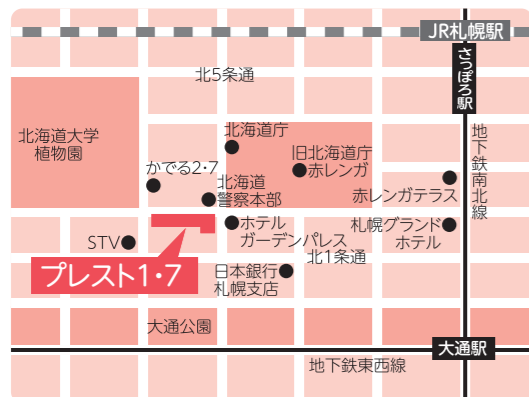 JR札幌駅
さっぽろ駅
北5条通
地下鉄南北線
北海道大学
植物園
北海道庁
旧北海道庁
赤レンガ
かでる2・7
北海道
警察本部
赤レンガテラス
ホテル
ガーデンパレス
札幌グランド
ホテル
STV
北1条通
プレスト1・7
日本銀行
札幌支店
大通公園
大通駅
地下鉄東西線